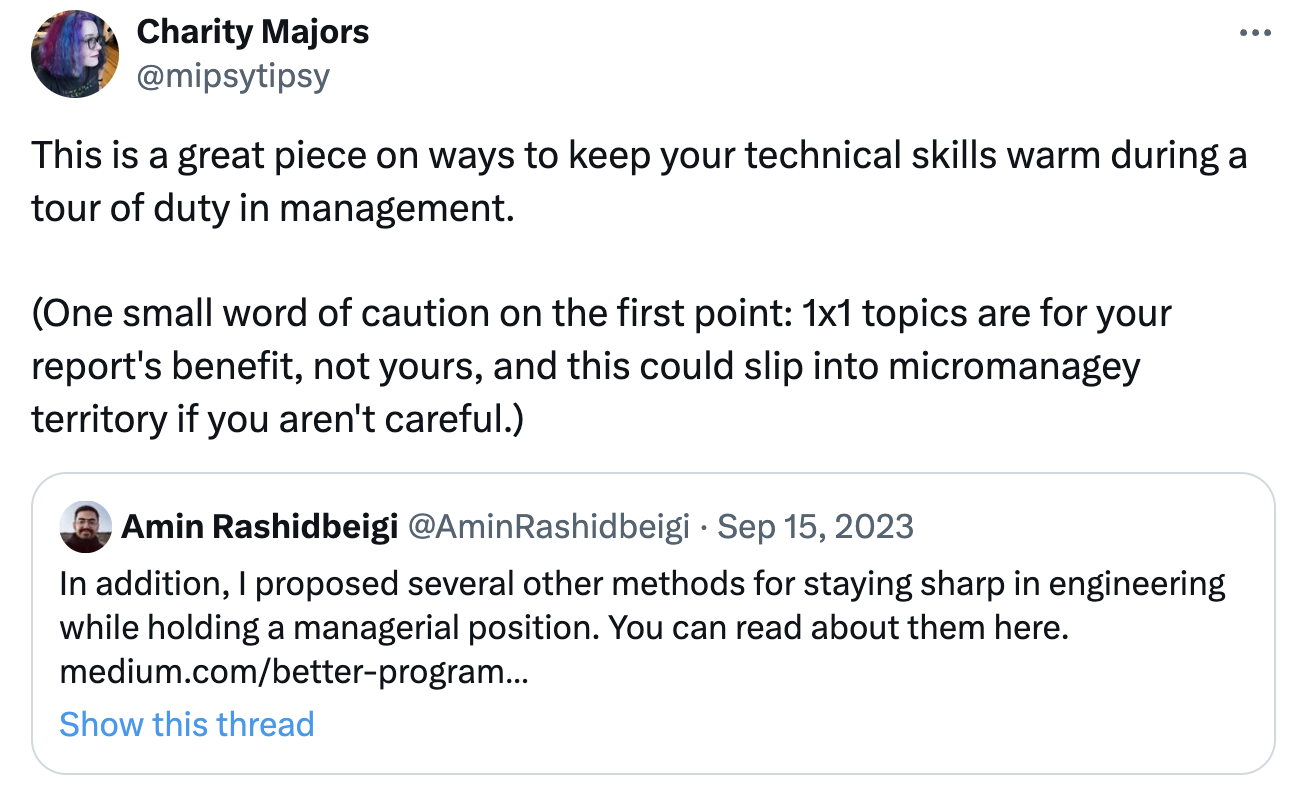 Charity Majors
@mipsytipsy
This is a great piece on ways to keep your technical skills warm during a
tour of duty in management.
(One small word of caution on the first point: 1x1 topics are for your
report's benefit, not yours, and this could slip into micromanagey
territory if you aren't careful.)
Amin Rashidbeigi @AminRashidbeigi · Sep 15, 2023
In addition, I proposed several other methods for staying sharp in engineering
while holding a managerial position. You can read about them here.
medium.com/better-program...
Show this thread